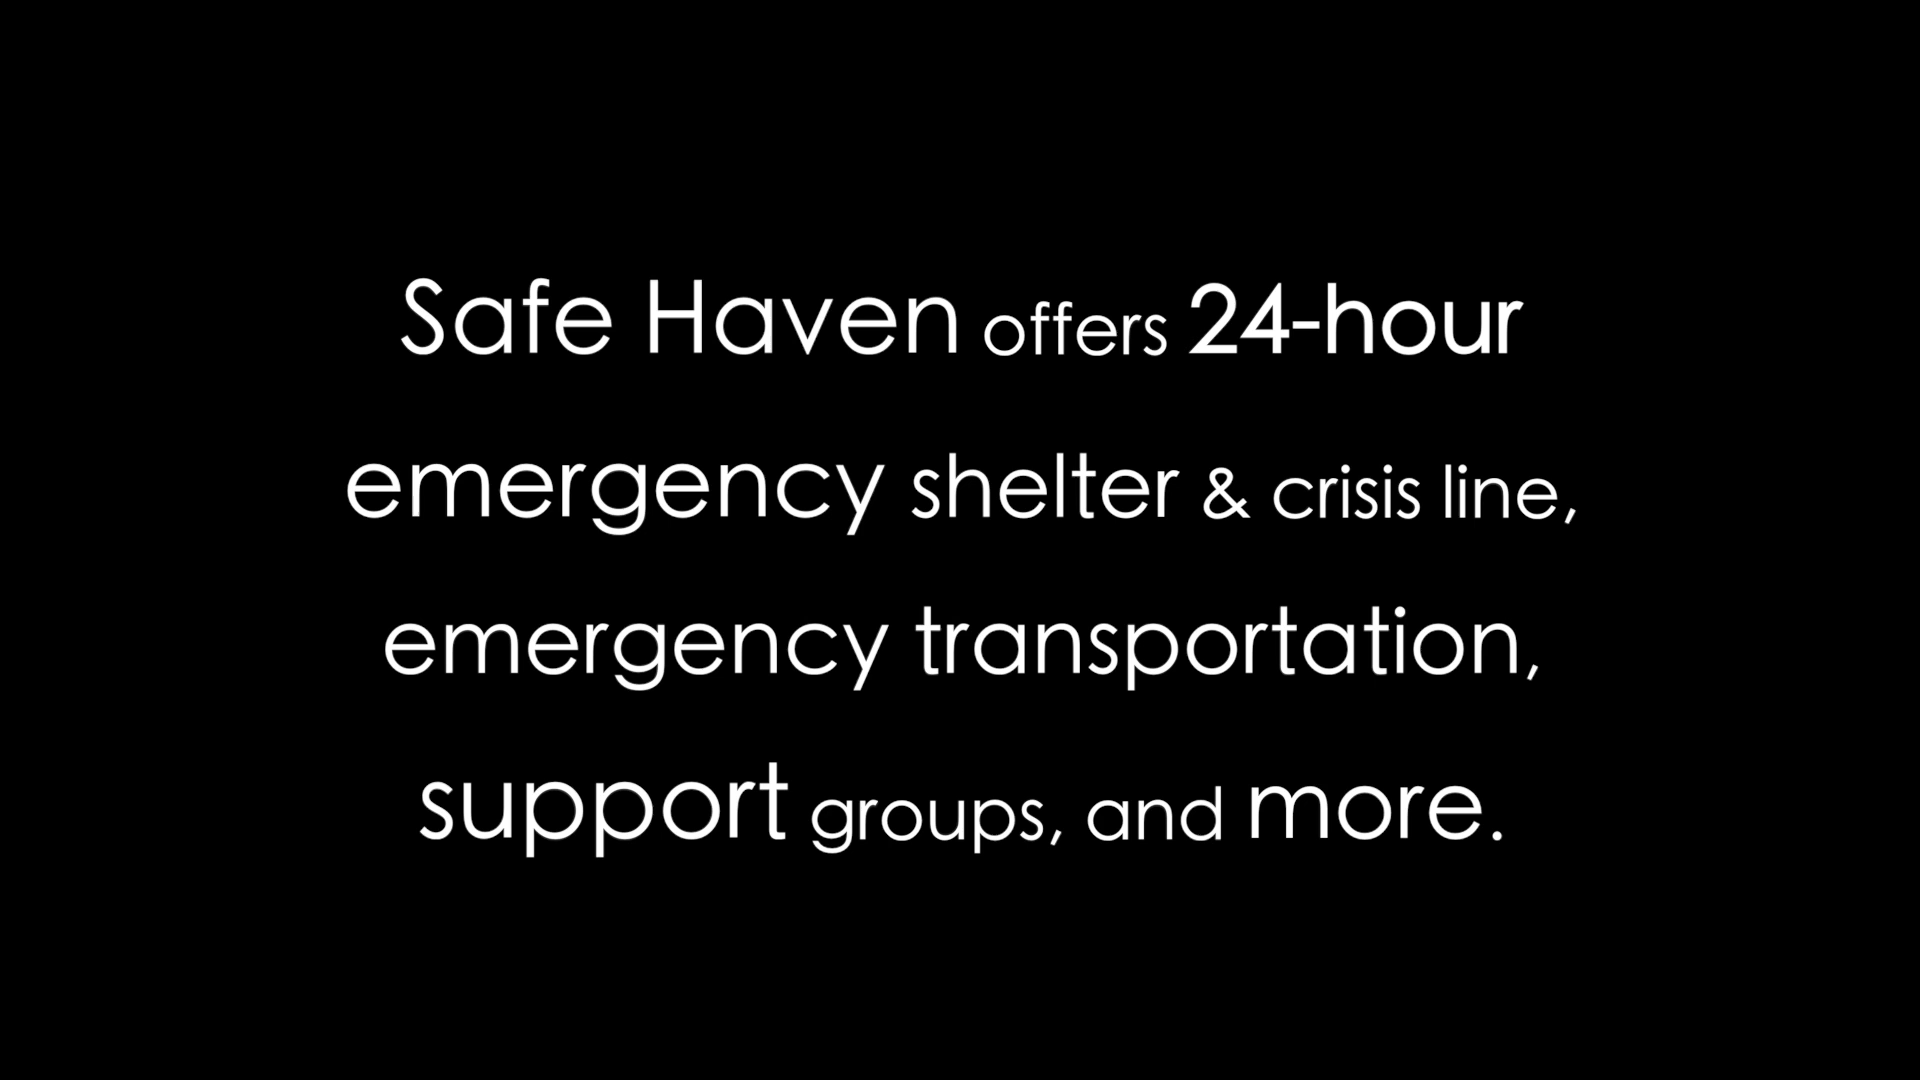 Safe Haven offers 24-hour
emergency shelter & crisis line,
emergency transportation,
support groups, and more.